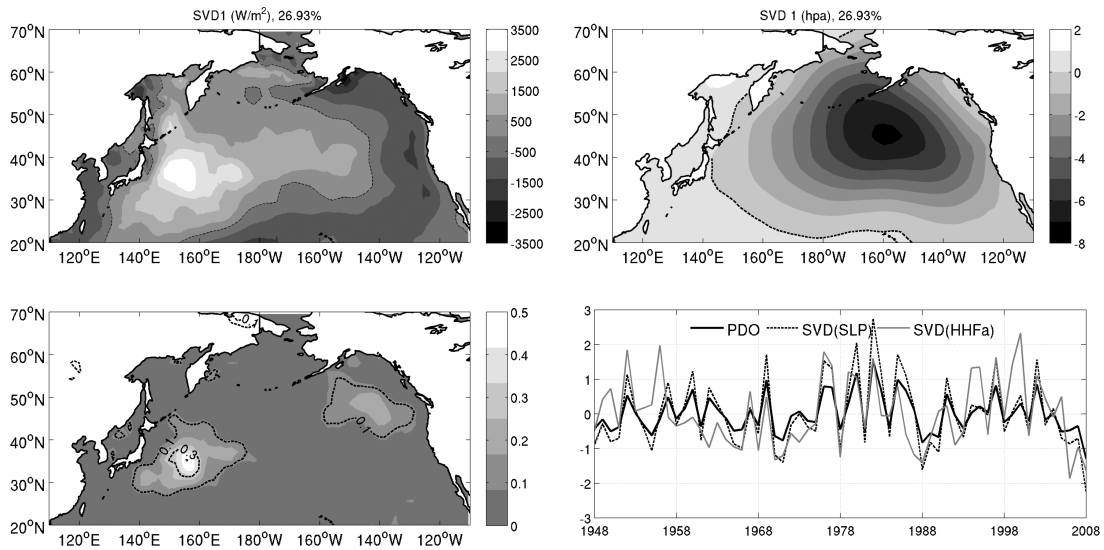 SVD1 (W/m²), 26.93%
70°N
60°N
50°N
40°N
30°N
20°N
120°E 140°E 160°E 180°W 160°W 140°W 120°W
3500
2500
1500
500
-500
-1500
-2500
-3500
SVD 1 (hpa), 26.93%
70°N
60°N
50°N
40°N
30°N
20°N
120°E 140°E 160°E 180°W 160°W 140°W 120°W
2
0
-2
-4
-6
-8
70°N
60°N
50°N
40°N
30°N
20°N
120°E 140°E 160°E 180°W 160°W 140°W 120°W
0.5
0.4
0.3
0.2
0.1
0
PDO SVD(SLP) SVD(HHFa)
3
2
1
0
-1
-2
-3
1948 1958 1968 1978 1988 1998 2008